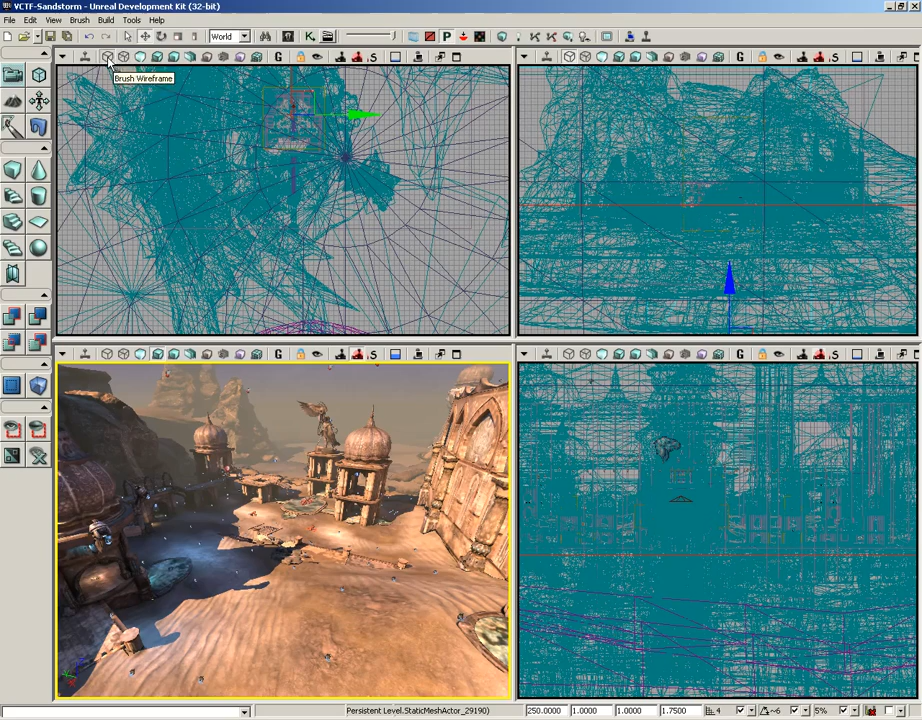 VCTF-Sandstorm - Unreal Development Kit (32-bit)
File Edit View Brush Build Tools Help
World
P
G
S
G
Brush Wireframe
G
S
G
Persistent Level.StaticMeshActor_29190)
250.0000
1.0000
1.0000
1.7500
4
~6
5%